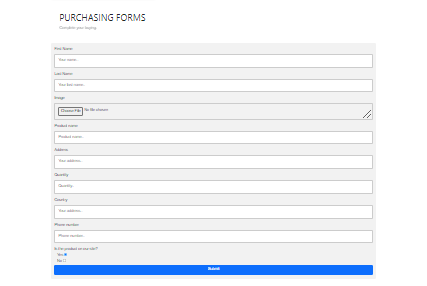 PURCHASING FORMS
Complete your buying
First Name:
Your name..
Last Name:
Your last name..
Image:
Choose File No file chosen
Product name:
Product name..
Address:
Your address..
Quantity:
Quantity..
Country:
Your address..
Phone number:
Phone number..
Is the product on our site?
Yes
No
Submit